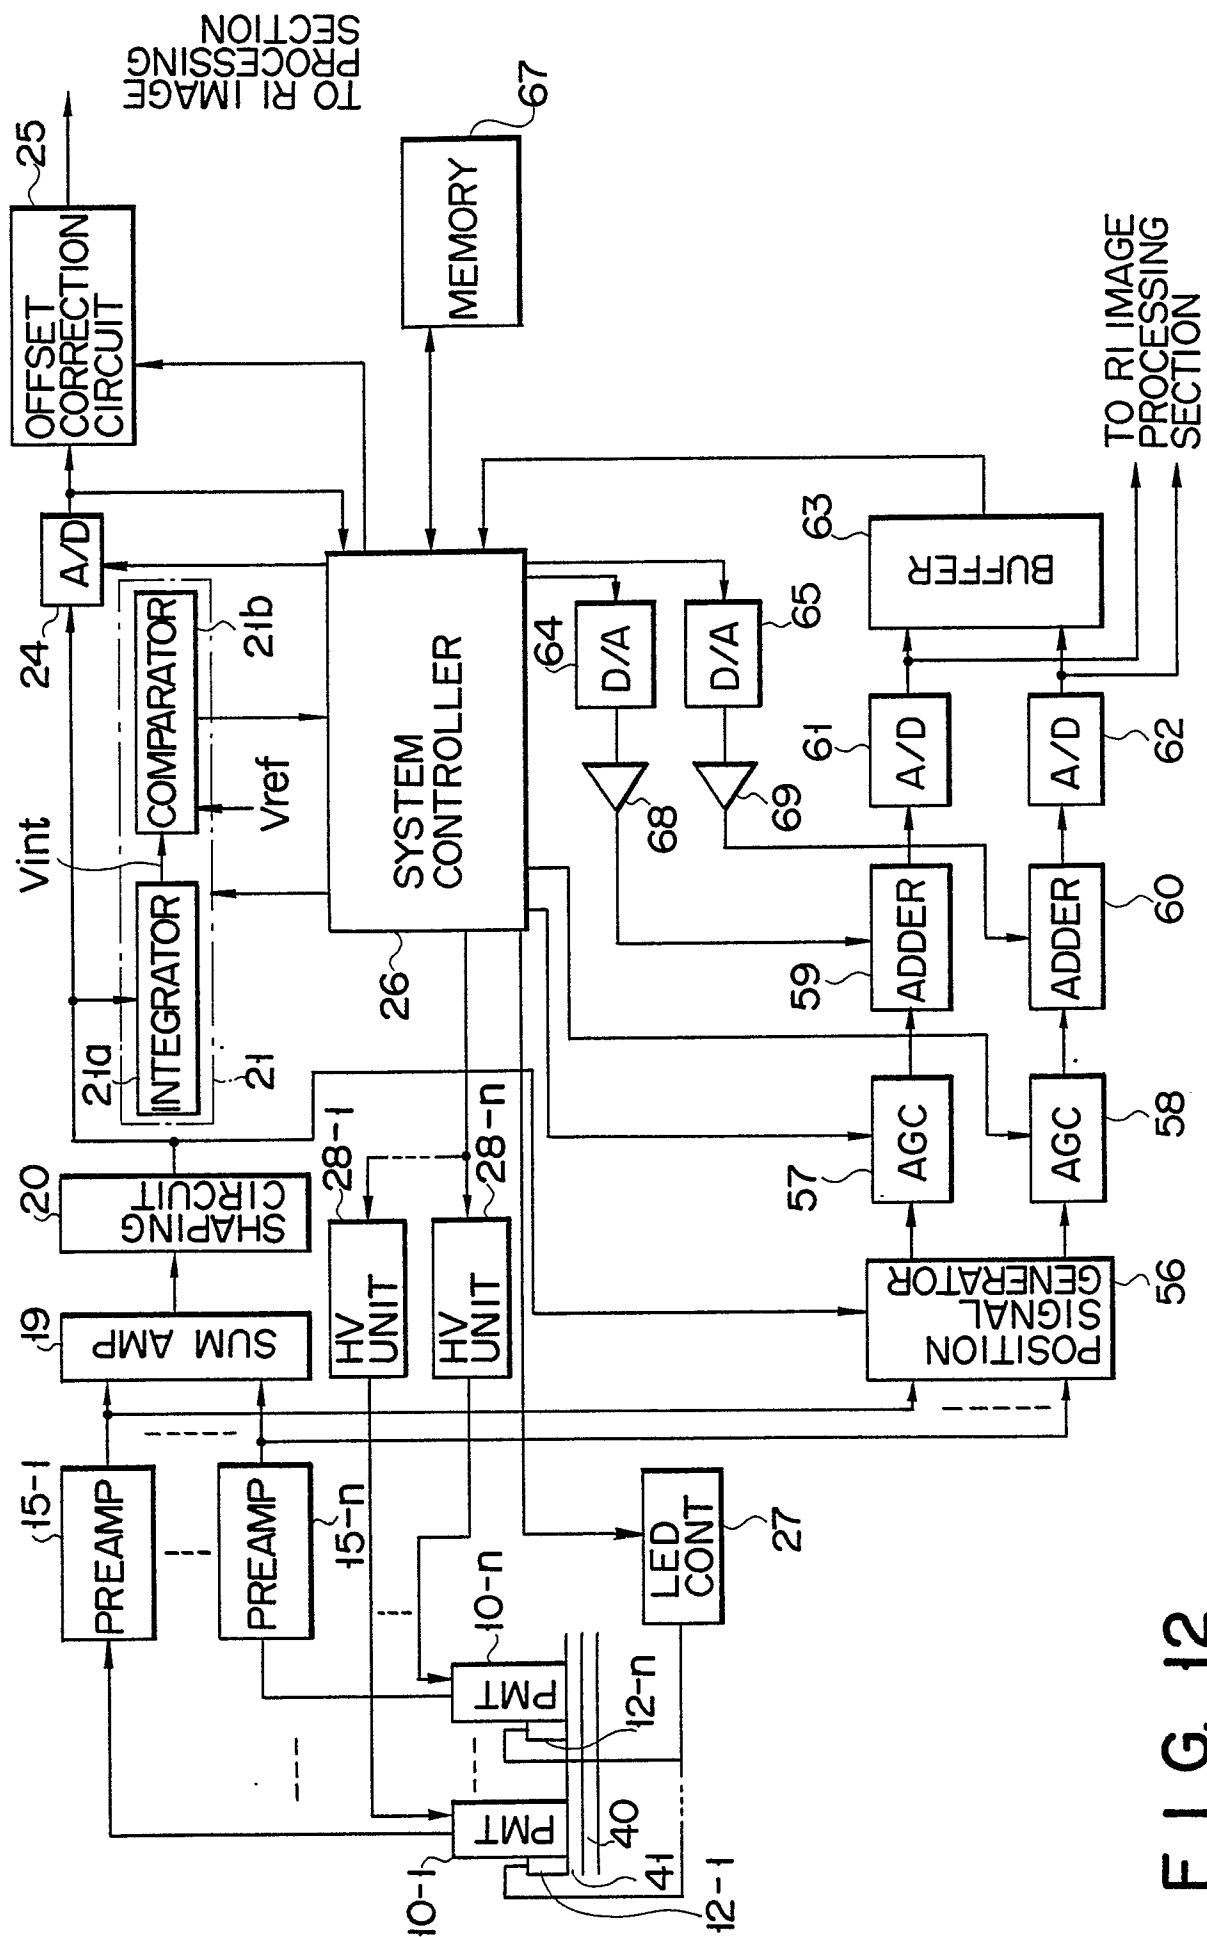 10-1
12-1
PMT
41
40
PMT
10-n
12-n
LED
CONT
27
15-1
PREAMP
PREAMP
15-n
19
SUM AMP
20
SHAPING
CIRCUIT
28-1
HV
UNIT
HV
UNIT
28-n
21a
INTEGRATOR
21
Vint
COMPARATOR
21b
Vref
24
A/D
25
OFFSET
CORRECTION
CIRCUIT
TO RI IMAGE
PROCESSING
SECTION
26
SYSTEM
CONTROLLER
MEMORY
67
64
D/A
D/A
65
68
69
POSITION
SIGNAL
GENERATOR
56
57
AGC
AGC
58
59
ADDER
ADDER
60
61
A/D
A/D
62
63
BUFFER
TO RI IMAGE
PROCESSING
SECTION
FIG. 12